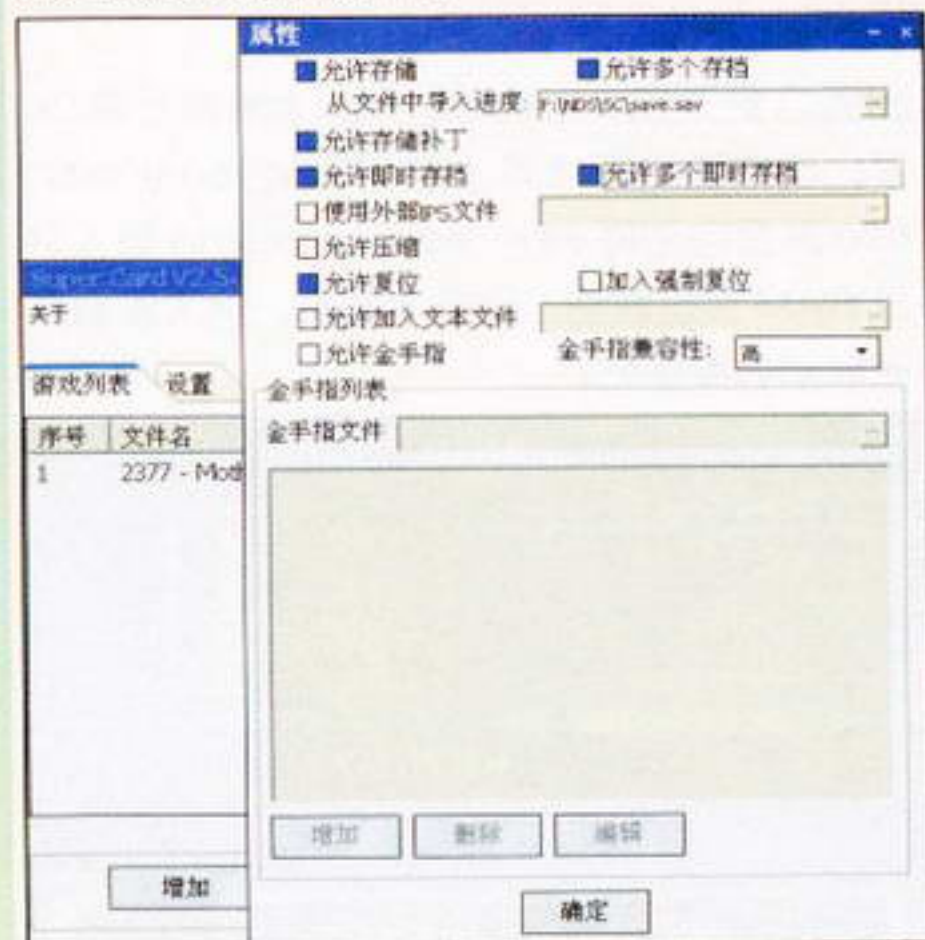 属性
允许存储 允许多个存档
从文件中导入进度 F:\NDS\SC\save.sav
允许存储补丁
允许即时存档 允许多个即时存档
使用外部IPS文件
允许压缩
Super Card V2.5
允许复位 加入强制复位
关于
允许加入文本文件
允许金手指 金手指兼容性: 高
游戏列表 设置
金手指列表
序号 文件名
金手指文件
1 2377 - Moth
增加 删除 编辑
增加
确定